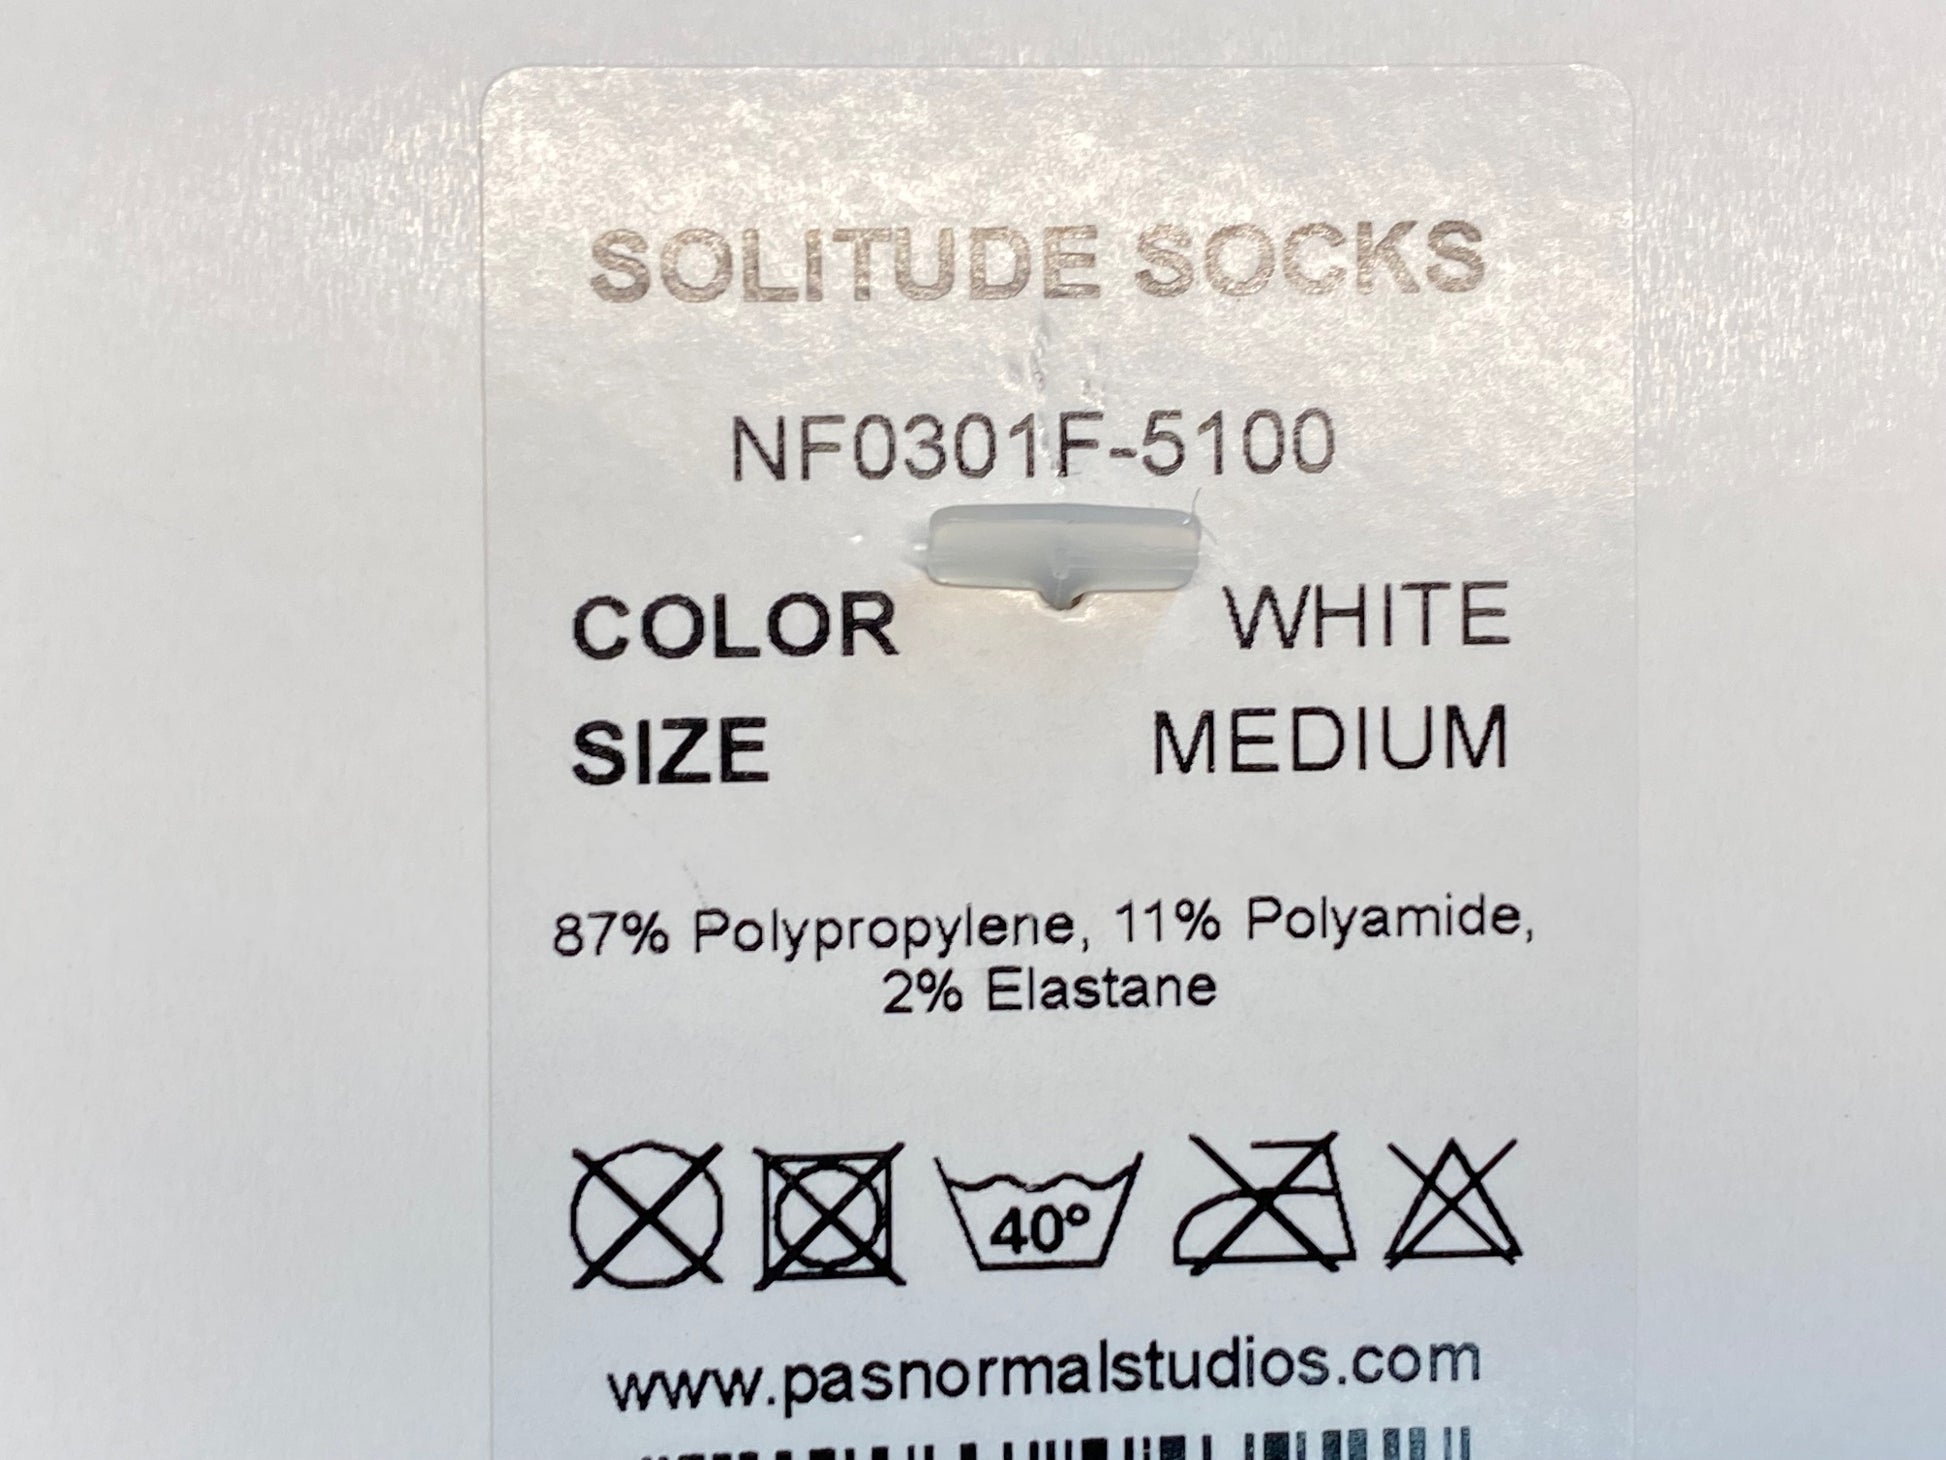 SOLITUDE SOCKS
NF0301F-5100
COLOR WHITE
SIZE MEDIUM
87% Polypropylene, 11% Polyamide,
2% Elastane
40°
www.pasnormalstudios.com